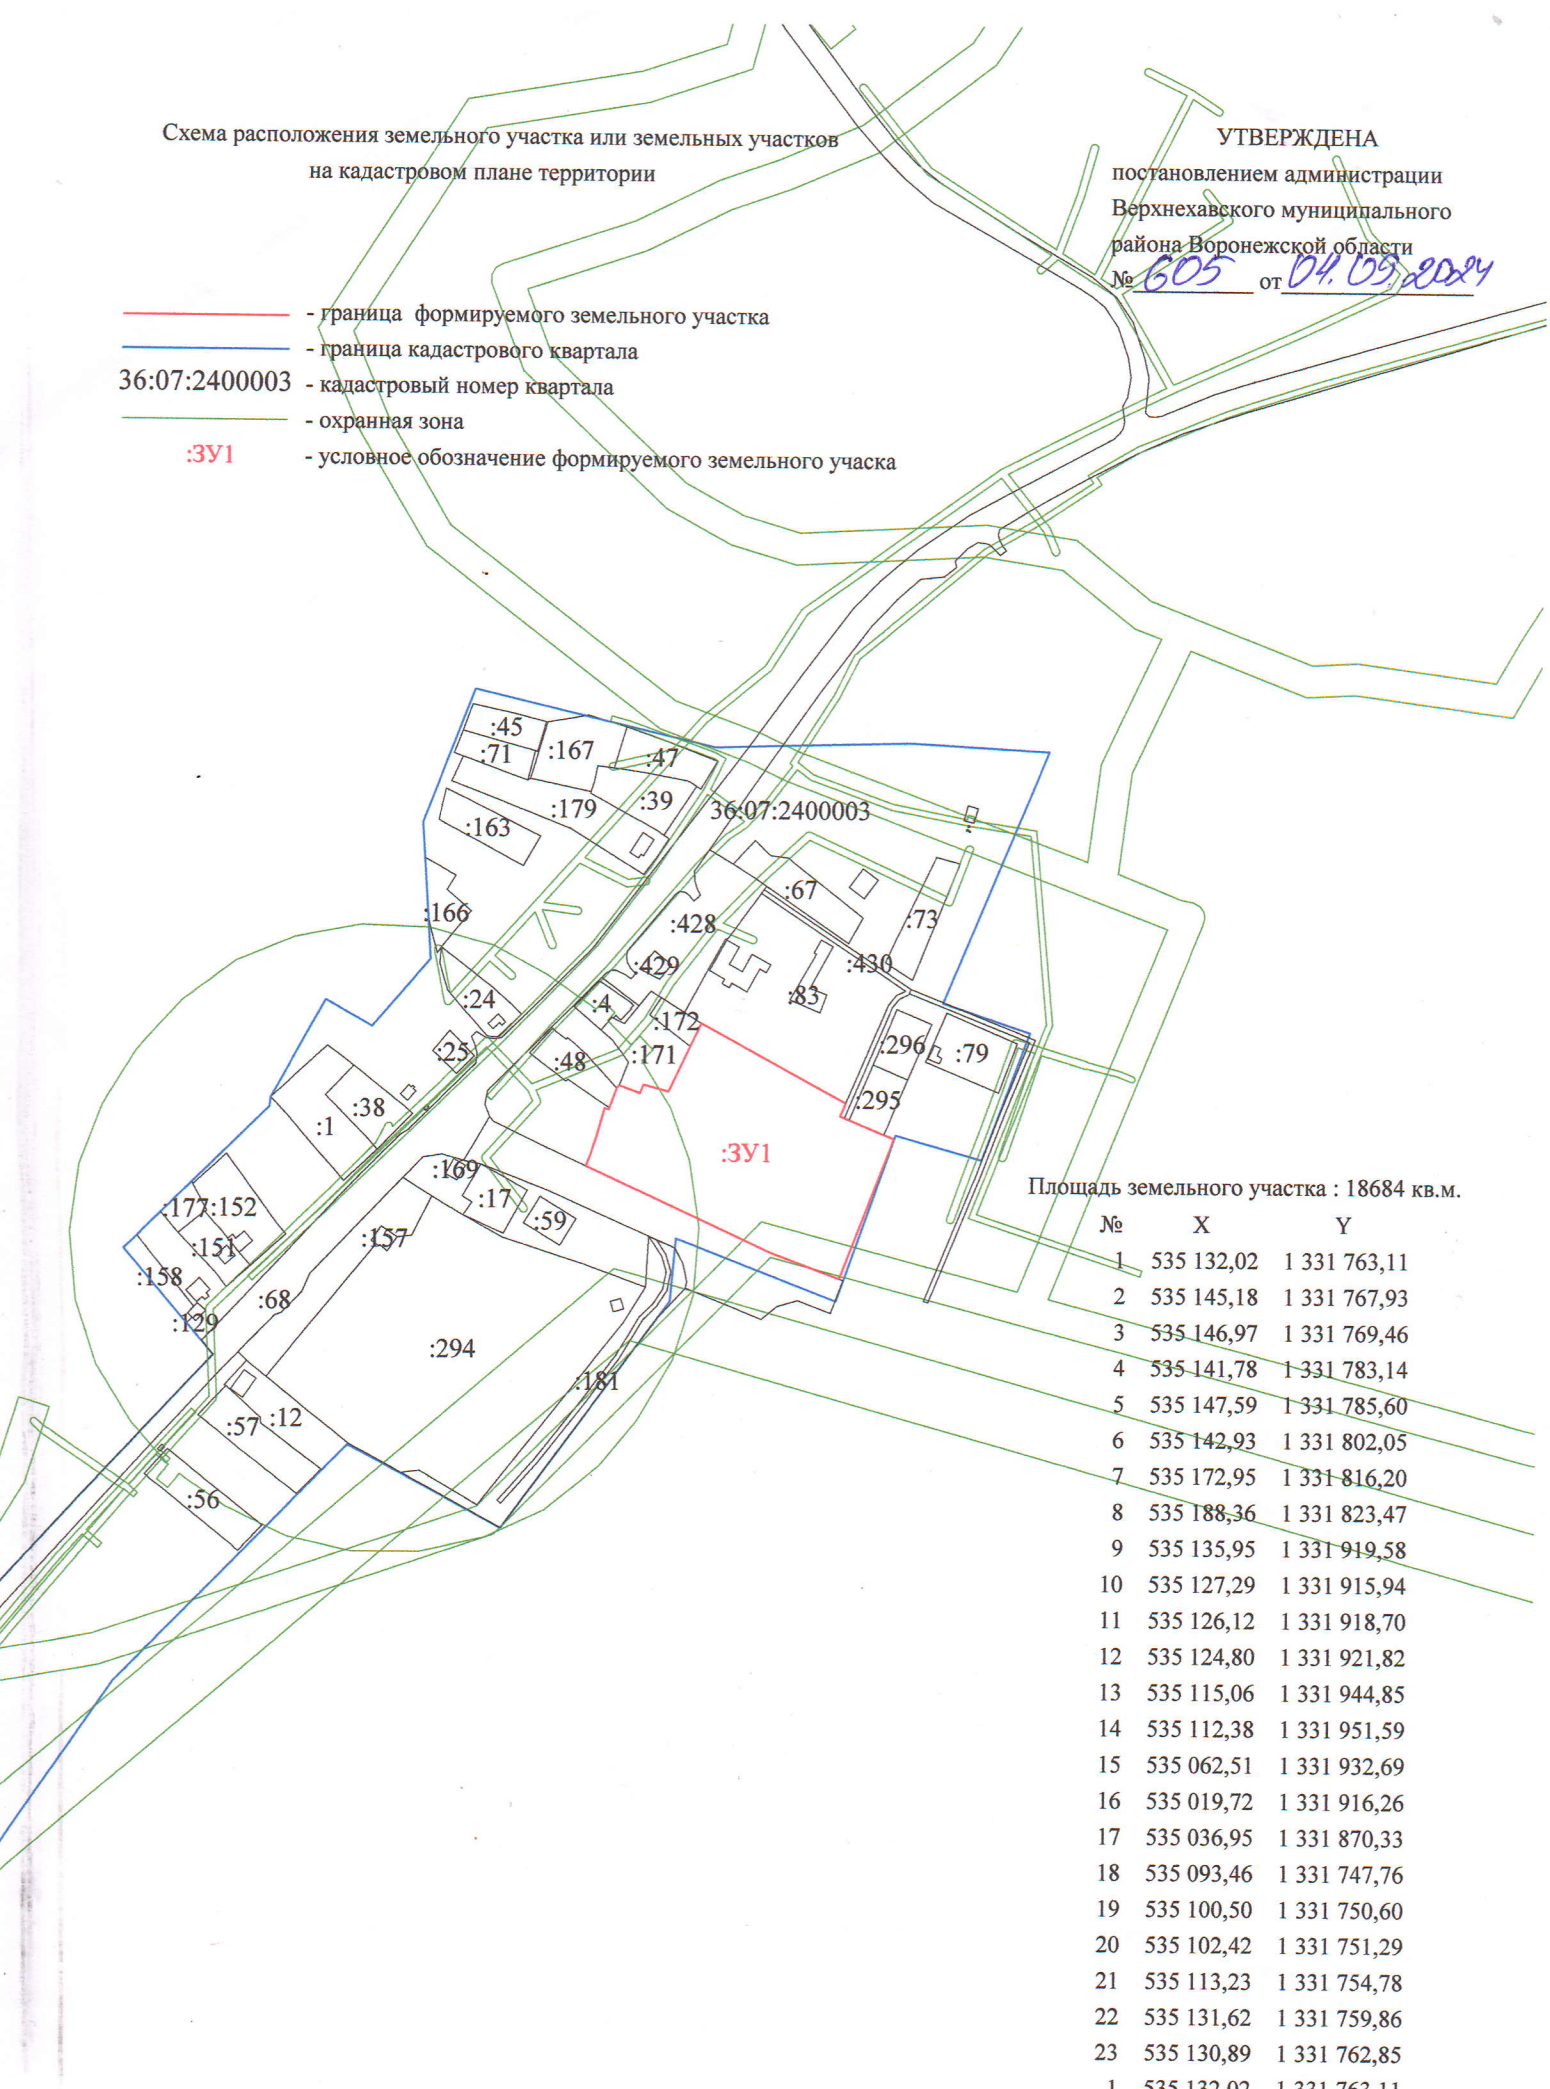 Схема расположения земельного участка или земельных участков
на кадастровом плане территории
УТВЕРЖДЕНА
постановлением администрации
Верхнехавского муниципального
района Воронежской области
№ 605 от 04.09.2024
- граница формируемого земельного участка
- граница кадастрового квартала
36:07:2400003 - кадастровый номер квартала
- охранная зона
:ЗУ1 - условное обозначение формируемого земельного учаска
:45
:71
:167
:47
:179
:39
:163
36:07:2400003
:166
:67
:73
:428
:429
:430
:83
:24
:4
:172
:25
:48
:171
:296
:79
:295
:38
:1
:ЗУ1
:169
:17
:59
:177
:152
:151
:157
:158
:68
:129
:294
:181
:12
:57
:56
Площадь земельного участка : 18684 кв.м.
№ X Y
1 535 132,02 1 331 763,11
2 535 145,18 1 331 767,93
3 535 146,97 1 331 769,46
4 535 141,78 1 331 783,14
5 535 147,59 1 331 785,60
6 535 142,93 1 331 802,05
7 535 172,95 1 331 816,20
8 535 188,36 1 331 823,47
9 535 135,95 1 331 919,58
10 535 127,29 1 331 915,94
11 535 126,12 1 331 918,70
12 535 124,80 1 331 921,82
13 535 115,06 1 331 944,85
14 535 112,38 1 331 951,59
15 535 062,51 1 331 932,69
16 535 019,72 1 331 916,26
17 535 036,95 1 331 870,33
18 535 093,46 1 331 747,76
19 535 100,50 1 331 750,60
20 535 102,42 1 331 751,29
21 535 113,23 1 331 754,78
22 535 131,62 1 331 759,86
23 535 130,89 1 331 762,85
1 535 132,02 1 331 763,11